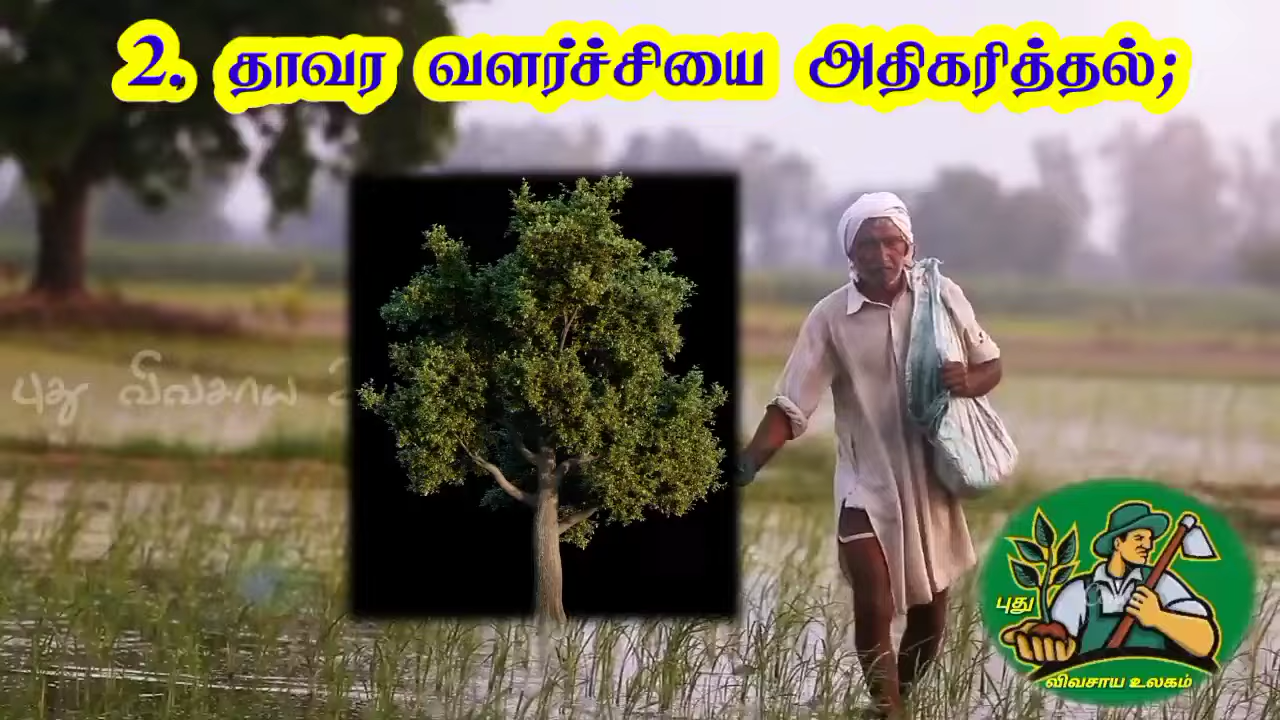 2. தாவர வளர்ச்சியை அதிகரித்தல்;
புது விவசாய
புது
விவசாய உலகம்